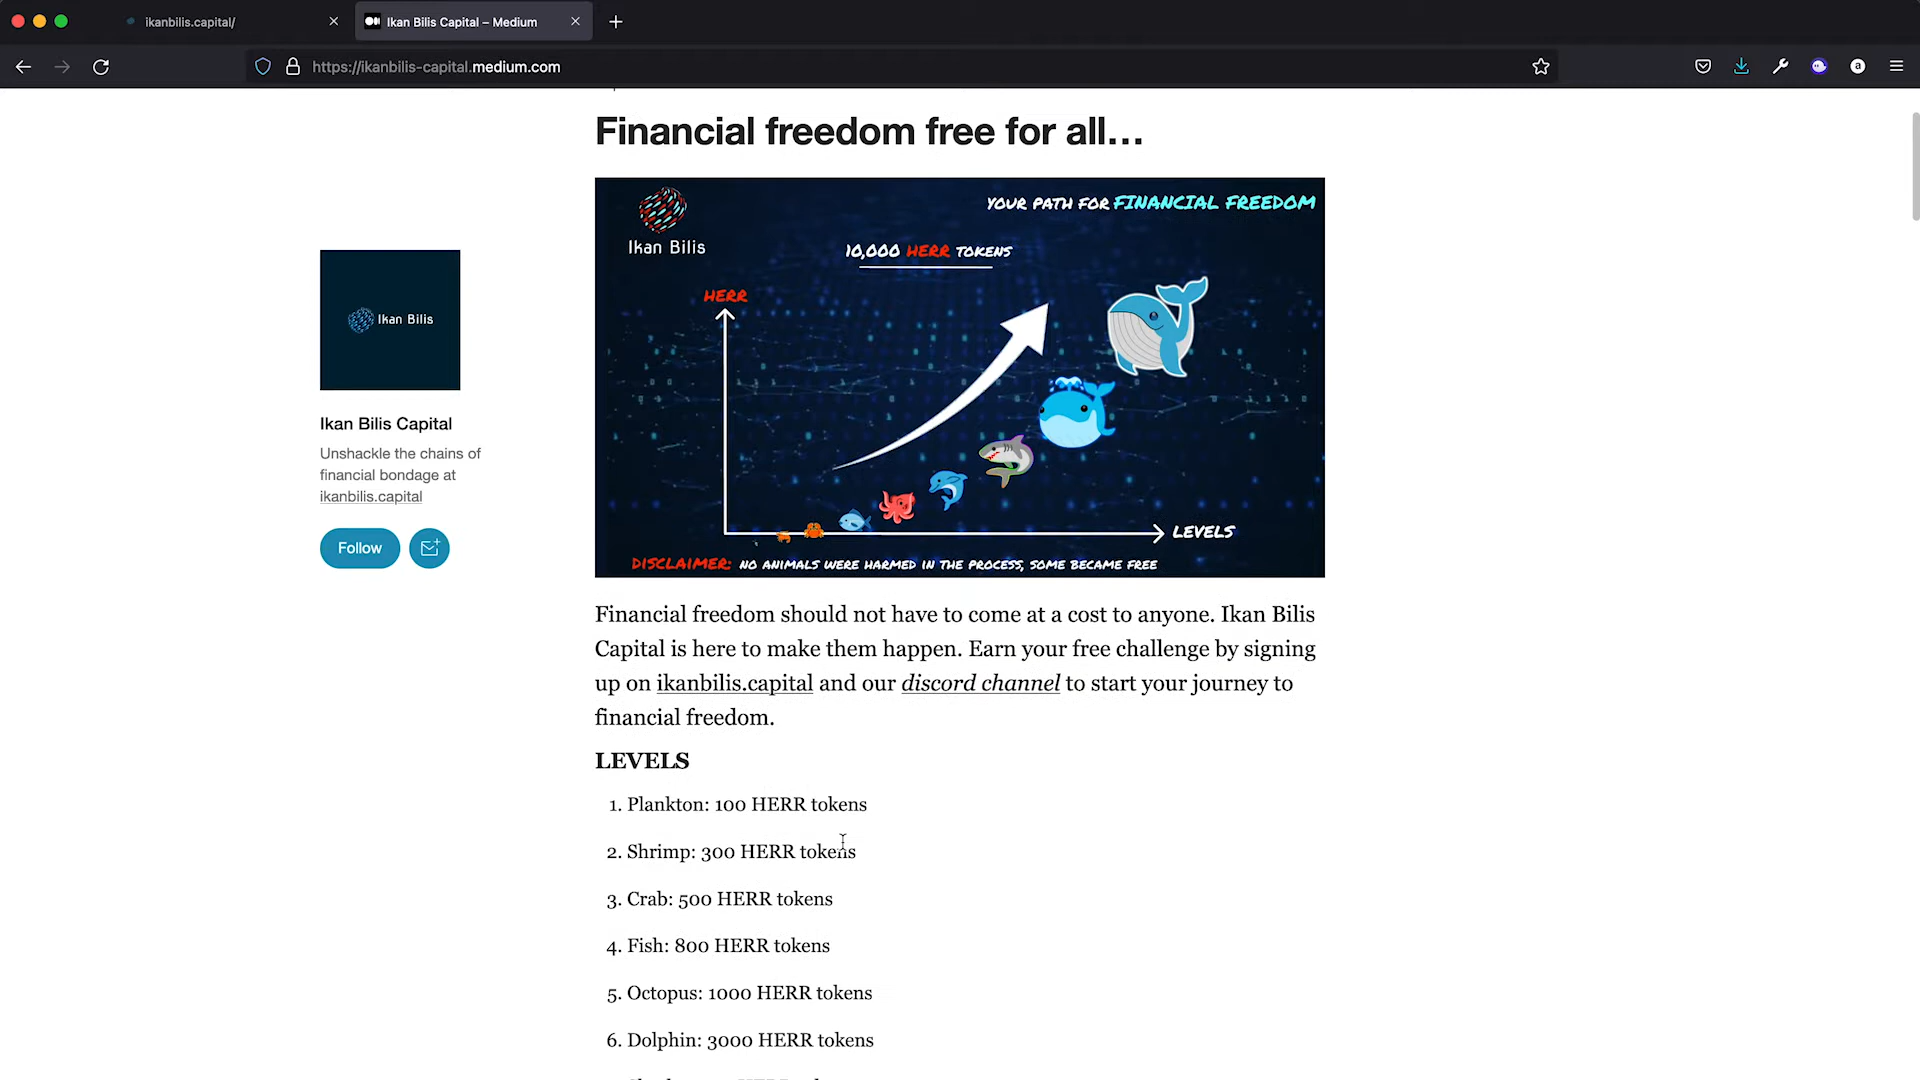 ikanbilis.capital/
Ikan Bilis Capital – Medium
https://ikanbilis-capital.medium.com
Financial freedom free for all...
Ikan Bilis
YOUR PATH FOR FINANCIAL FREEDOM
10,000 HERR TOKENS
HERR
LEVELS
DISCLAIMER: NO ANIMALS WERE HARMED IN THE PROCESS, SOME BECAME FREE
Ikan Bilis
Ikan Bilis Capital
Unshackle the chains of
financial bondage at
ikanbilis.capital
Follow
Financial freedom should not have to come at a cost to anyone. Ikan Bilis
Capital is here to make them happen. Earn your free challenge by signing
up on ikanbilis.capital and our discord channel to start your journey to
financial freedom.
LEVELS
1. Plankton: 100 HERR tokens
2. Shrimp: 300 HERR tokens
3. Crab: 500 HERR tokens
4. Fish: 800 HERR tokens
5. Octopus: 1000 HERR tokens
6. Dolphin: 3000 HERR tokens